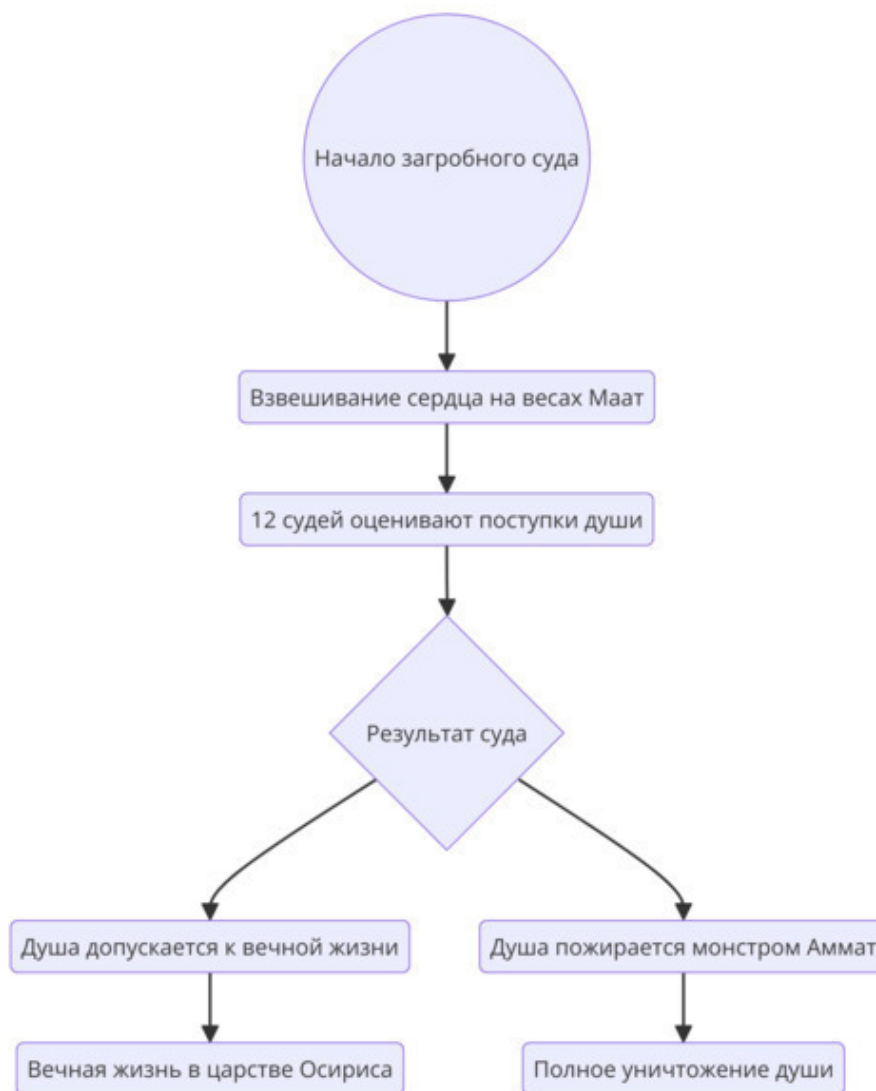 Начало загробного суда
Взвешивание сердца на весах Маат
12 судей оценивают поступки души
Результат суда
Душа допускается к вечной жизни
Душа пожирается монстром Аммат
Вечная жизнь в царстве Осириса
Полное уничтожение души